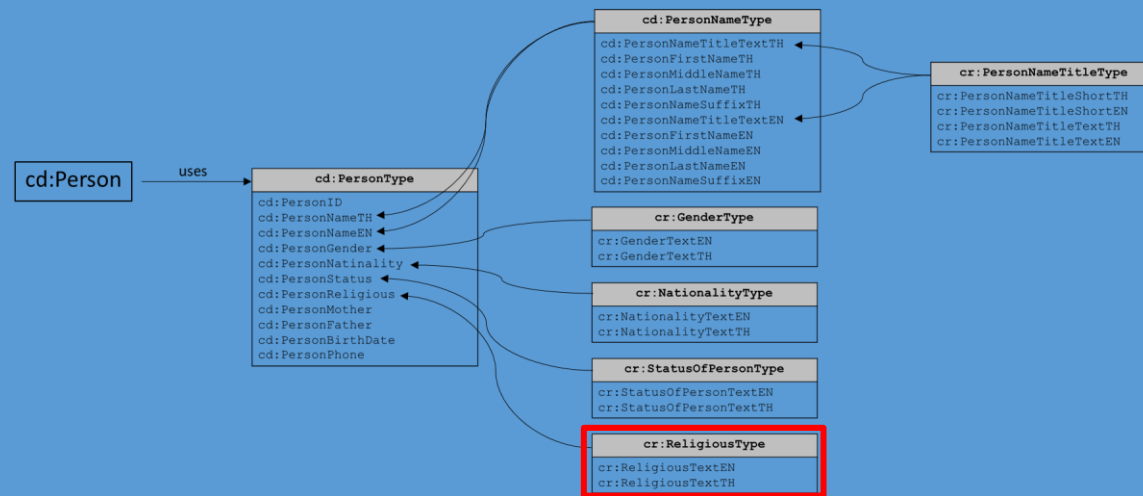 cd:Person
uses
cd:PersonType
cd:PersonID
cd:PersonNameTH
cd:PersonNameEN
cd:PersonGender
cd:PersonNatinality
cd:PersonStatus
cd:PersonReligious
cd:PersonMother
cd:PersonFather
cd:PersonBirthDate
cd:PersonPhone
cd:PersonNameType
cd:PersonNameTitleTextTH
cd:PersonFirstNameTH
cd:PersonMiddleNameTH
cd:PersonLastNameTH
cd:PersonNameSuffixTH
cd:PersonNameTitleTextEN
cd:PersonFirstNameEN
cd:PersonMiddleNameEN
cd:PersonLastNameEN
cd:PersonNameSuffixEN
cr:PersonNameTitleType
cr:PersonNameTitleShortTH
cr:PersonNameTitleShortEN
cr:PersonNameTitleTextTH
cr:PersonNameTitleTextEN
cr:GenderType
cr:GenderTextEN
cr:GenderTextTH
cr:NationalityType
cr:NationalityTextEN
cr:NationalityTextTH
cr:StatusOfPersonType
cr:StatusOfPersonTextEN
cr:StatusOfPersonTextTH
cr:ReligiousType
cr:ReligiousTextEN
cr:ReligiousTextTH